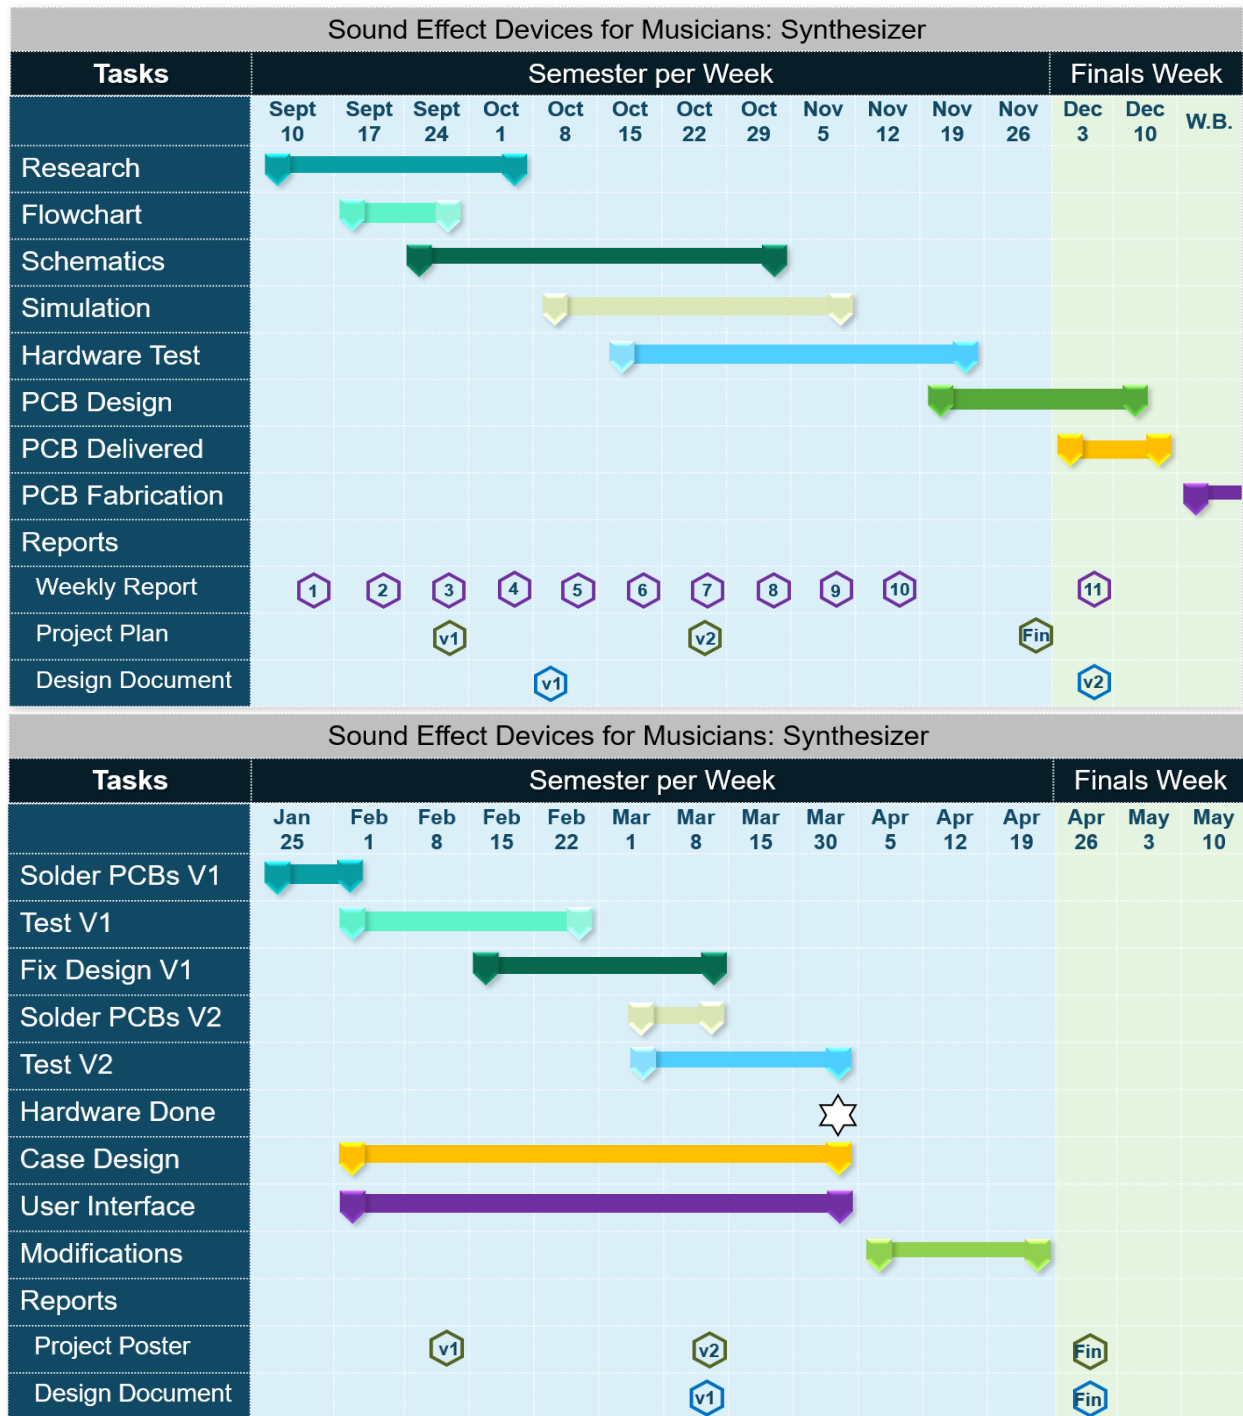 Sound Effect Devices for Musicians: Synthesizer
Tasks Semester per Week Finals Week
Sept 10 Sept 17 Sept 24 Oct 1 Oct 8 Oct 15 Oct 22 Oct 29 Nov 5 Nov 12 Nov 19 Nov 26 Dec 3 Dec 10 W.B.
Research
Flowchart
Schematics
Simulation
Hardware Test
PCB Design
PCB Delivered
PCB Fabrication
Reports
Weekly Report 1 2 3 4 5 6 7 8 9 10 11
Project Plan v1 v2 Fin
Design Document v1 v2
Sound Effect Devices for Musicians: Synthesizer
Tasks Semester per Week Finals Week
Jan 25 Feb 1 Feb 8 Feb 15 Feb 22 Mar 1 Mar 8 Mar 15 Mar 30 Apr 5 Apr 12 Apr 19 Apr 26 May 3 May 10
Solder PCBs V1
Test V1
Fix Design V1
Solder PCBs V2
Test V2
Hardware Done
Case Design
User Interface
Modifications
Reports
Project Poster v1 v2 Fin
Design Document v1 Fin